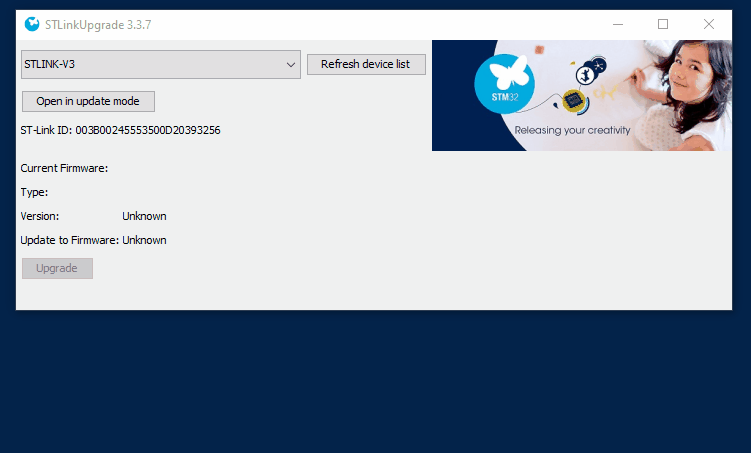 STLinkUpgrade 3.3.7
STLINK-V3
Refresh device list
Open in update mode
ST-Link ID: 003B00245553500D20393256
STM32
Releasing your creativity
Current Firmware:
Type:
Version: Unknown
Update to Firmware: Unknown
Upgrade